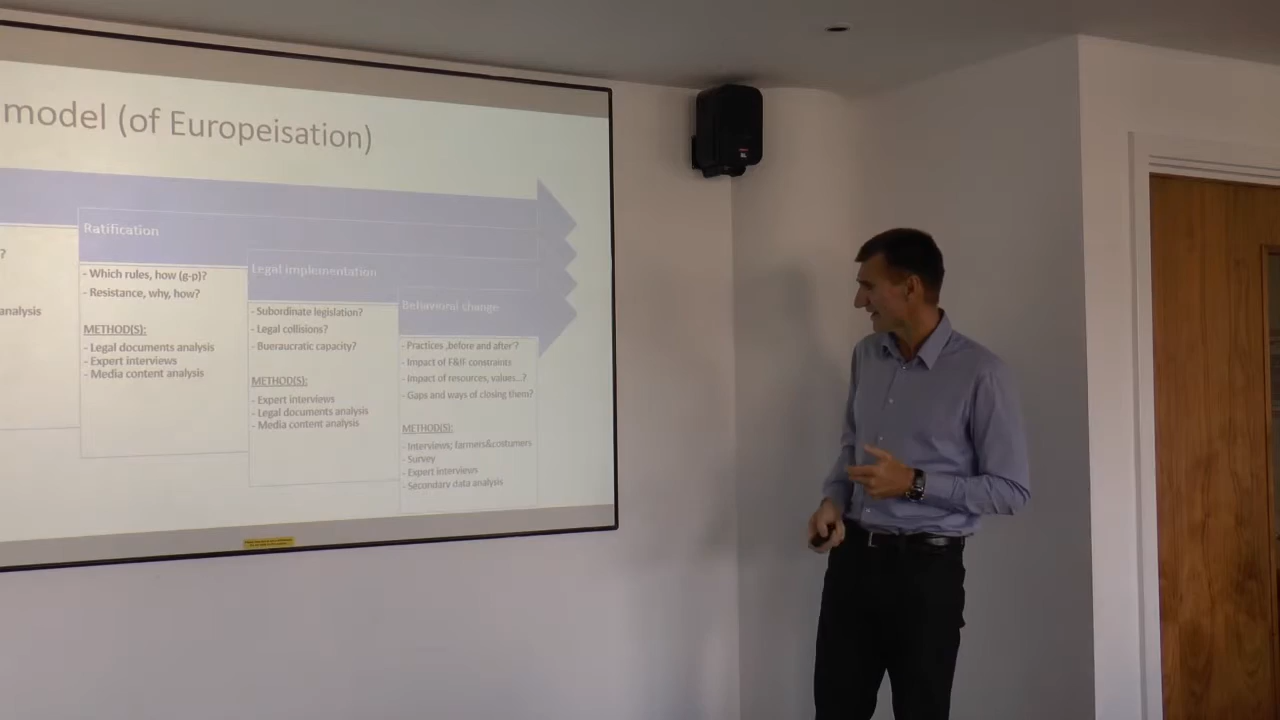 model (of Europeisation)
?
analysis
Ratification
- Which rules, how (g-p)?
- Resistance, why, how?
METHOD(S):
- Legal documents analysis
- Expert interviews
- Media content analysis
Legal implementation
- Subordinate legislation?
- Legal collisions?
- Bueraucratic capacity?
METHOD(S):
- Expert interviews
- Legal documents analysis
- Media content analysis
Behavioral change
- Practices ‚before and after'?
- Impact of F&IF constraints
- Impact of resources, values...?
- Gaps and ways of closing them?
METHOD(S):
- Interviews; farmers&costumers
- Survey
- Expert interviews
- Secondary data analysis